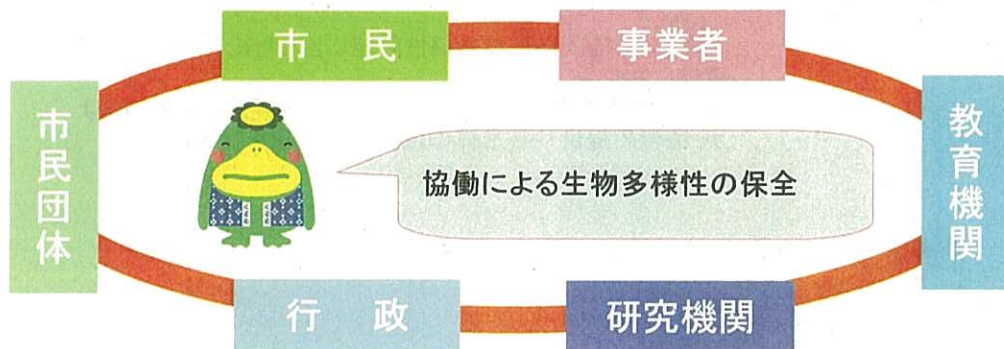 市民
事業者
市民団体
教育機関
協働による生物多様性の保全
行政
研究機関